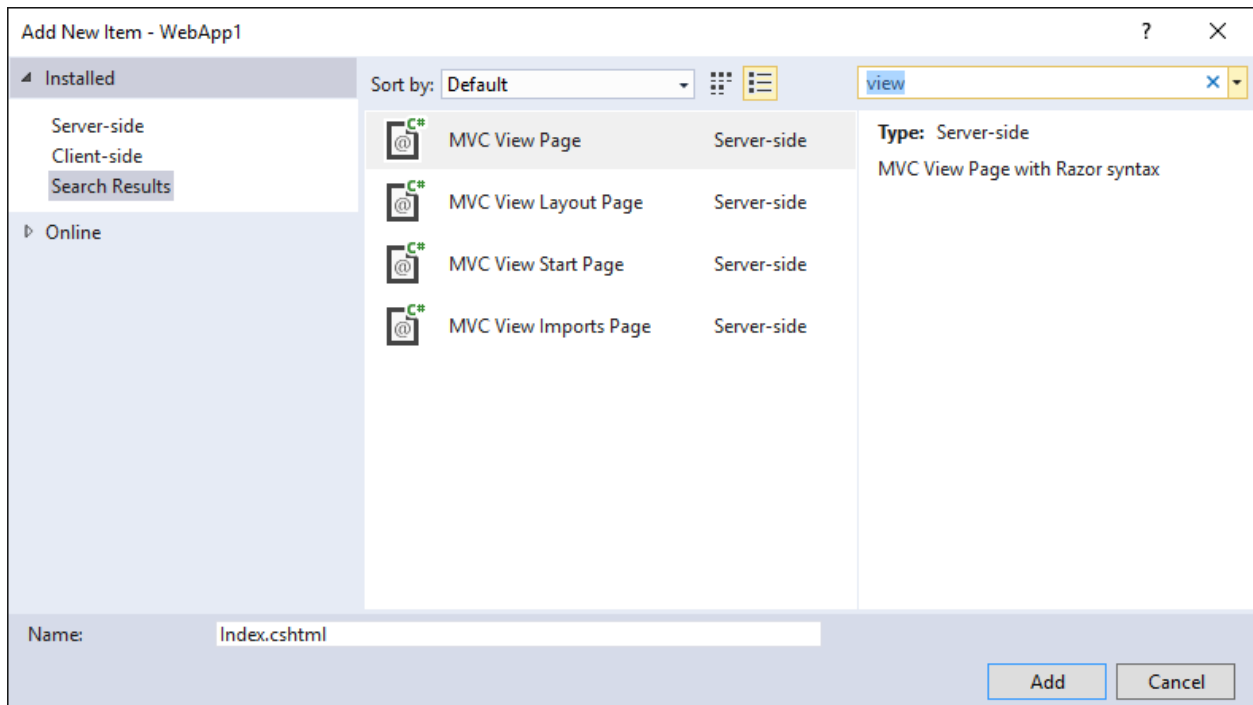 Add New Item - WebApp1
?
Installed
Sort by: Default
view
Server-side
Client-side
Search Results
Online
C#
@
MVC View Page Server-side
C#
@
MVC View Layout Page Server-side
C#
@
MVC View Start Page Server-side
C#
@
MVC View Imports Page Server-side
Type: Server-side
MVC View Page with Razor syntax
Name: Index.cshtml
Add Cancel